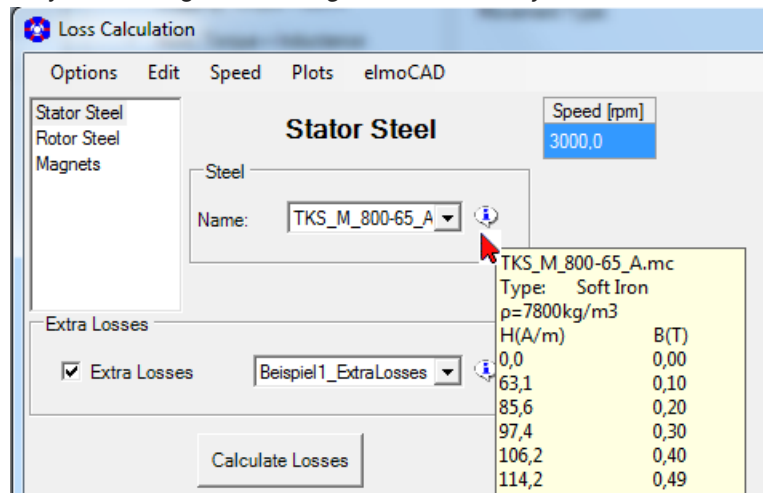 Loss Calculation
Options Edit Speed Plots elmoCAD
Stator Steel
Rotor Steel
Magnets
Stator Steel
Speed [rpm]
3000,0
Steel
Name: TKS_M_800-65_A
TKS_M_800-65_A.mc
Type: Soft Iron
ρ=7800kg/m3
H(A/m) B(T)
0,0 0,00
63,1 0,10
85,6 0,20
97,4 0,30
106,2 0,40
114,2 0,49
Extra Losses
Extra Losses Beispiel1_ExtraLosses
Calculate Losses